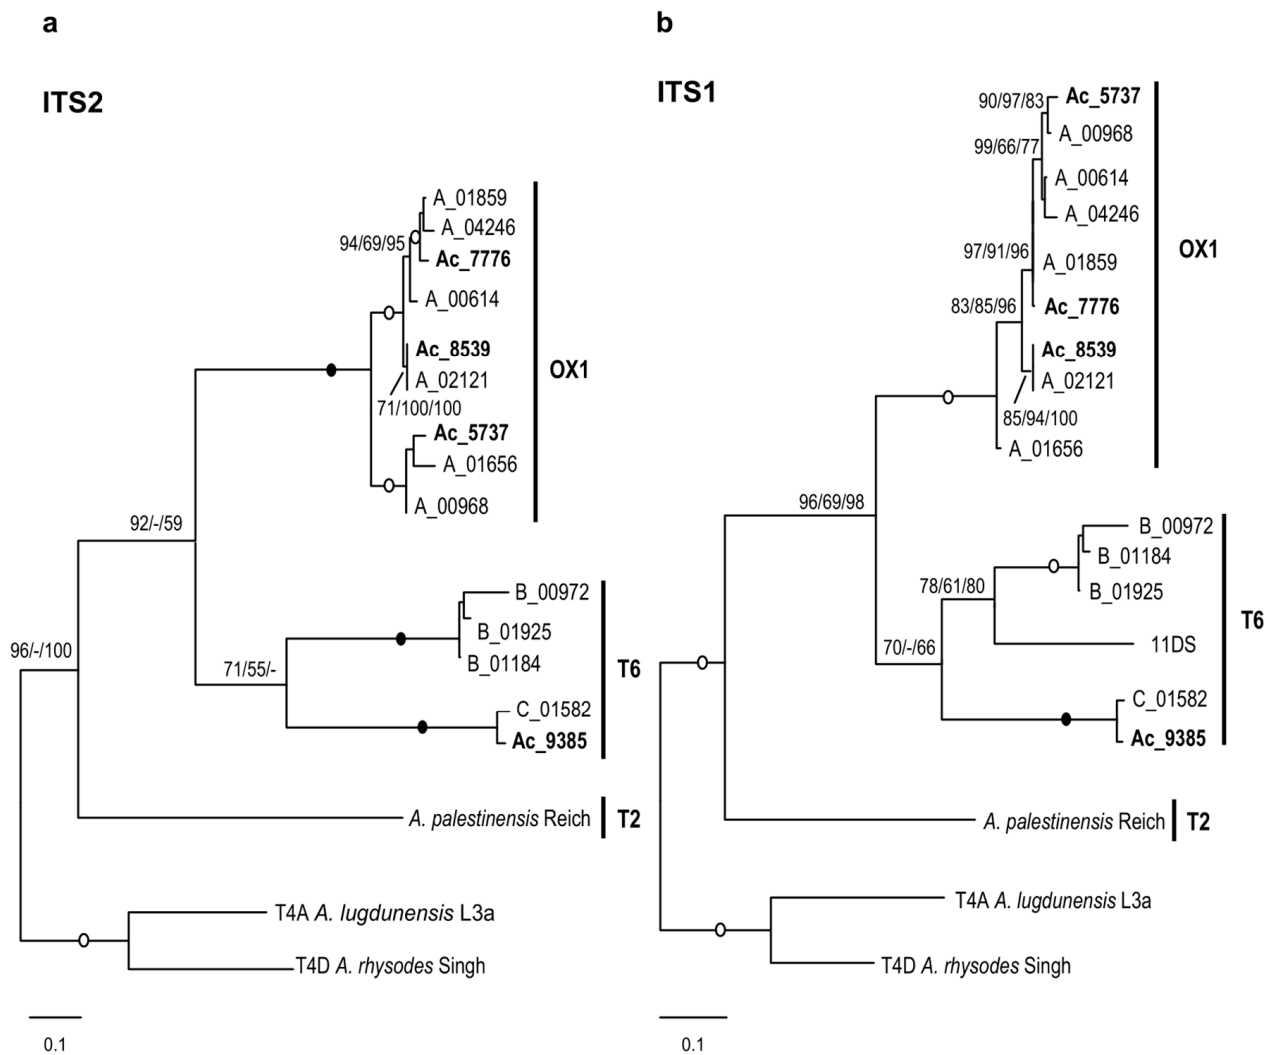 a
ITS2
A_01859
A_04246
94/69/95
Ac_7776
A_00614
Ac_8539
A_02121
71/100/100
OX1
Ac_5737
A_01656
A_00968
92/-/59
B_00972
B_01925
B_01184
71/55/-
T6
C_01582
Ac_9385
96/-/100
A. palestinensis Reich
T2
T4A A. lugdunensis L3a
T4D A. rhysodes Singh
0.1
b
ITS1
90/97/83
Ac_5737
A_00968
99/66/77
A_00614
A_04246
OX1
97/91/96
A_01859
83/85/96
Ac_7776
Ac_8539
A_02121
85/94/100
A_01656
96/69/98
B_00972
B_01184
78/61/80
B_01925
T6
70/-/66
11DS
C_01582
Ac_9385
A. palestinensis Reich
T2
T4A A. lugdunensis L3a
T4D A. rhysodes Singh
0.1